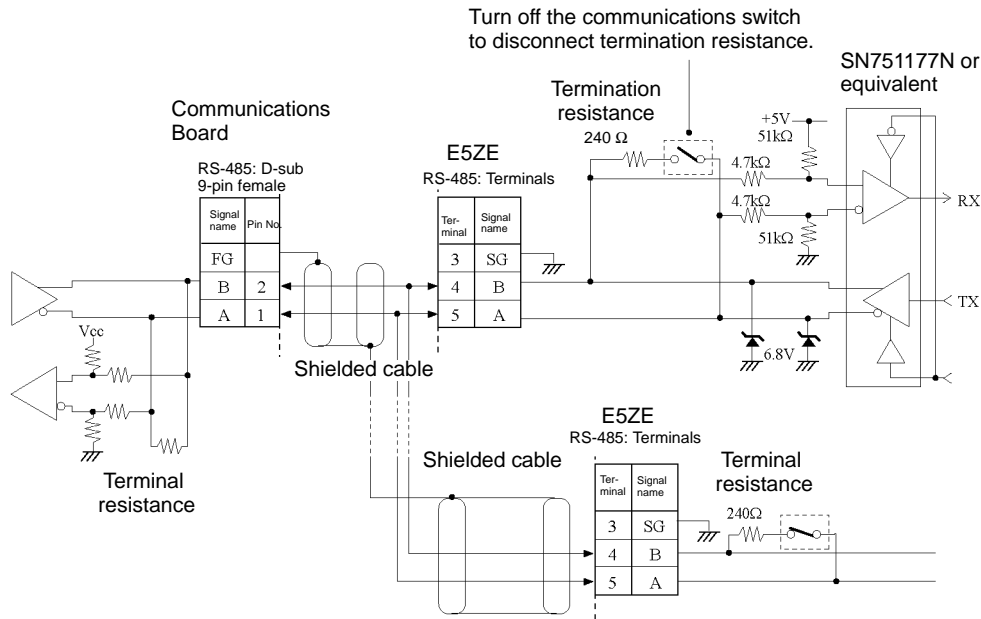 Turn off the communications switch
to disconnect termination resistance.
SN751177N or
equivalent
Termination
resistance
Communications
Board
+5V
51kΩ
240 Ω
E5ZE
RS-485: Terminals
RS-485: D-sub
9-pin female
4.7kΩ
RX
Signal
name
Pin No.
Ter-
minal
Signal
name
4.7kΩ
51kΩ
FG
3 SG
B 2
4 B
A 1
5 A
TX
Vcc
6.8V
Shielded cable
E5ZE
RS-485: Terminals
Shielded cable
Terminal
resistance
Terminal
resistance
Ter-
minal
Signal
name
240Ω
3 SG
4 B
5 A